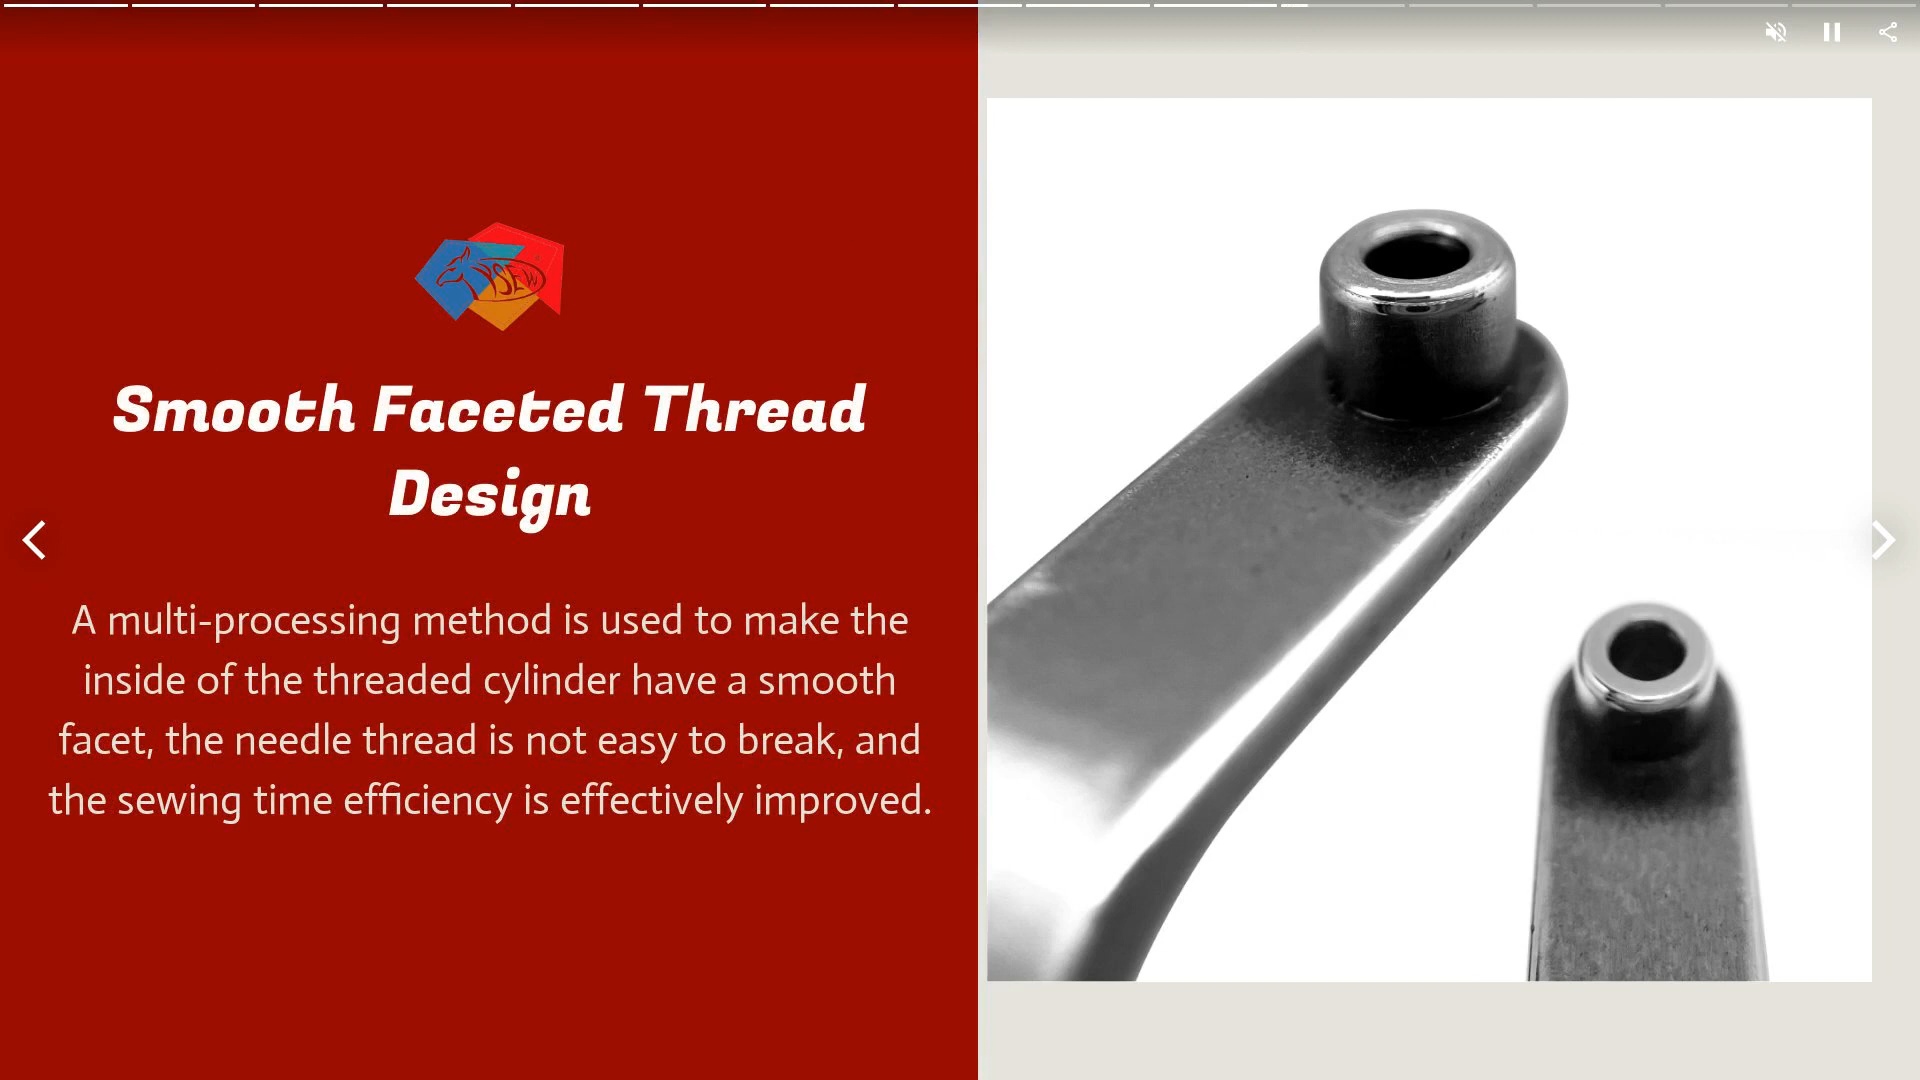 YSEW
Smooth Faceted Thread
Design
A multi-processing method is used to make the
inside of the threaded cylinder have a smooth
facet, the needle thread is not easy to break, and
the sewing time efficiency is effectively improved.